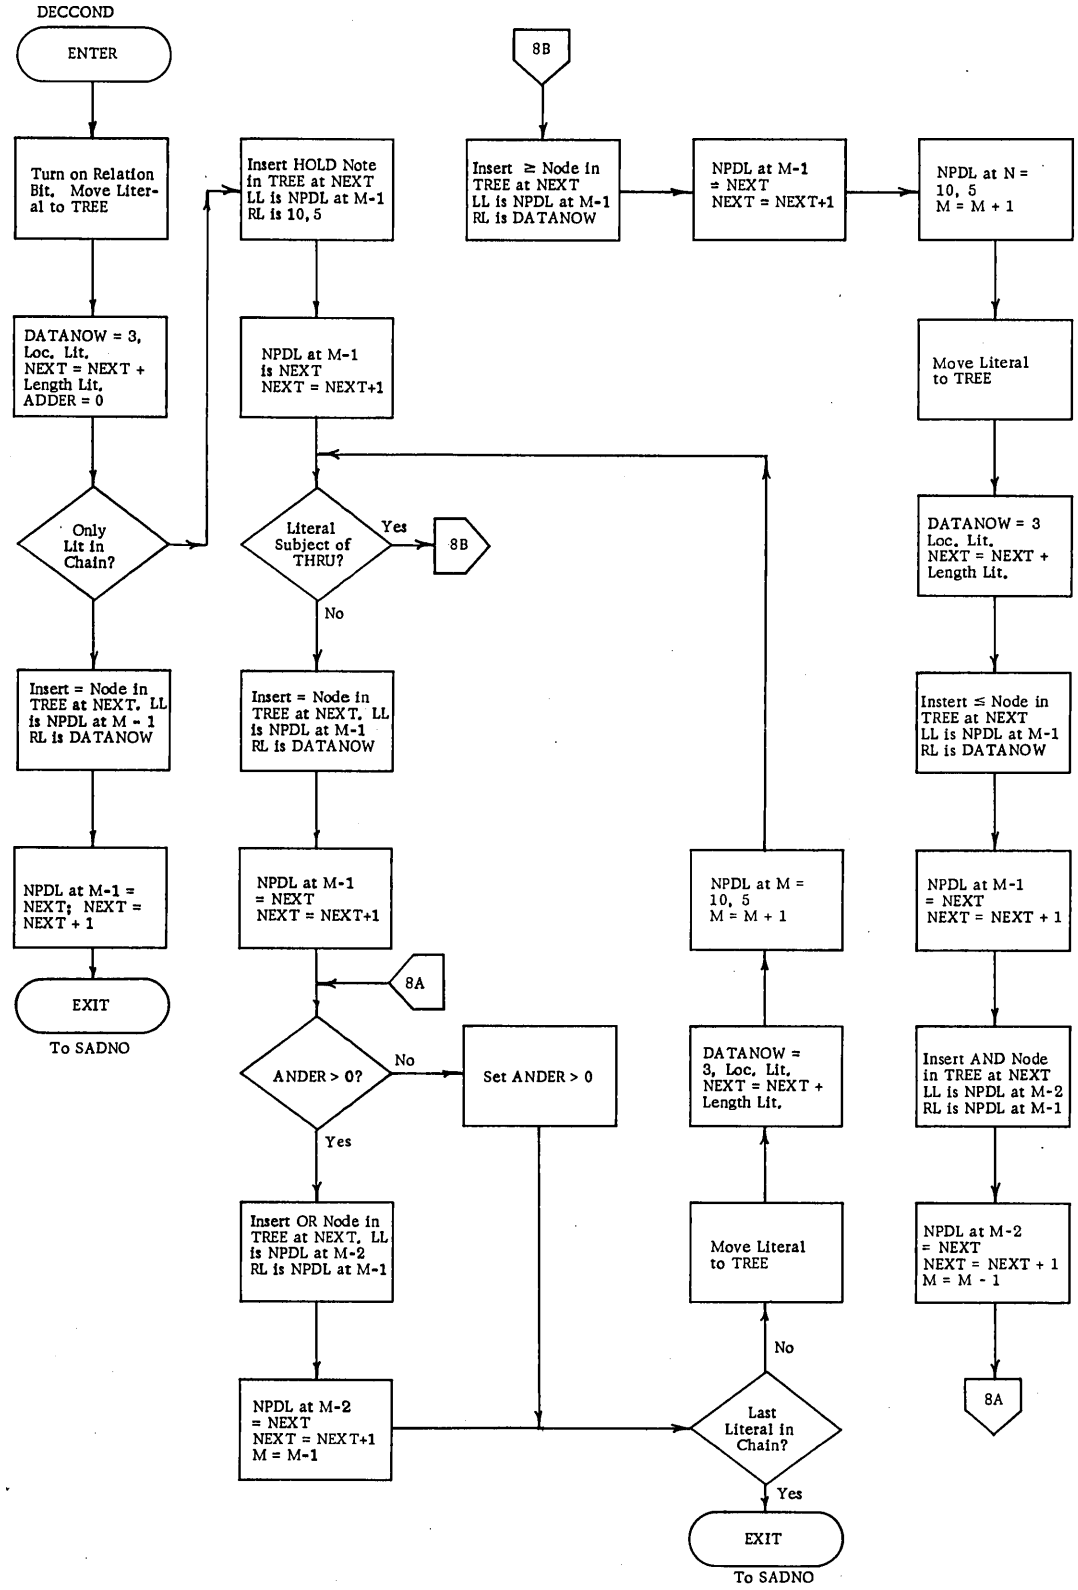 DECCOND
ENTER
Turn on Relation
Bit. Move Liter-
al to TREE
DATANOW = 3,
Loc. Lit.
NEXT = NEXT +
Length Lit.
ADDER = 0
Only
Lit in
Chain?
Insert = Node in
TREE at NEXT. LL
is NPDL at M - 1
RL is DATANOW
NPDL at M-1 =
NEXT; NEXT =
NEXT + 1
EXIT
To SADNO
Insert HOLD Note
in TREE at NEXT
LL is NPDL at M-1
RL is 10, 5
NPDL at M-1
is NEXT
NEXT = NEXT+1
Literal
Subject of
THRU?
Yes
8B
No
Insert = Node in
TREE at NEXT. LL
is NPDL at M-1
RL is DATANOW
NPDL at M-1
= NEXT
NEXT = NEXT+1
8A
ANDER > 0?
No
Set ANDER > 0
Yes
Insert OR Node in
TREE at NEXT. LL
is NPDL at M-2
RL is NPDL at M-1
NPDL at M-2
= NEXT
NEXT = NEXT+1
M = M-1
Last
Literal in
Chain?
Yes
EXIT
To SADNO
No
Move Literal
to TREE
DATANOW =
3, Loc. Lit.
NEXT = NEXT +
Length Lit.
NPDL at M =
10, 5
M = M + 1
8B
Insert ≥ Node in
TREE at NEXT
LL is NPDL at M-1
RL is DATANOW
NPDL at M-1
= NEXT
NEXT = NEXT+1
NPDL at N =
10, 5
M = M + 1
Move Literal
to TREE
DATANOW = 3
Loc. Lit.
NEXT = NEXT +
Length Lit.
Instert ≤ Node in
TREE at NEXT
LL is NPDL at M-1
RL is DATANOW
NPDL at M-1
= NEXT
NEXT = NEXT + 1
Insert AND Node
in TREE at NEXT
LL is NPDL at M-2
RL is NPDL at M-1
NPDL at M-2
= NEXT
NEXT = NEXT + 1
M = M - 1
8A